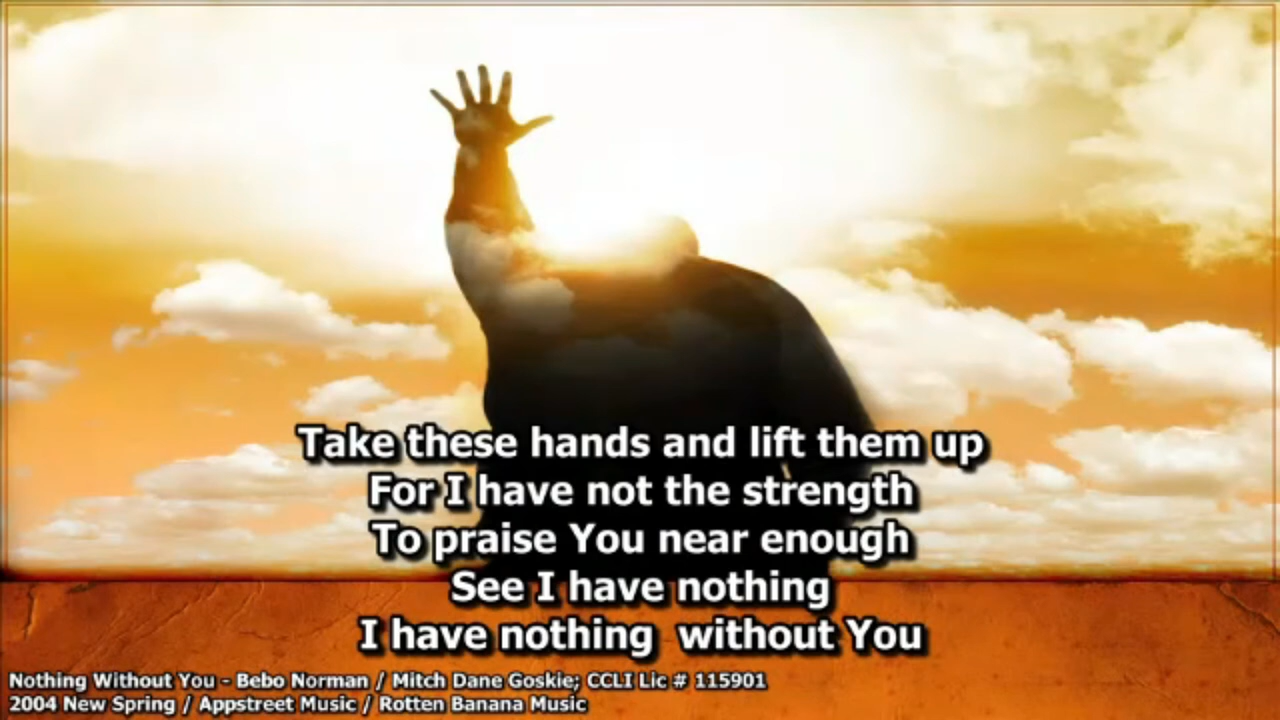 Take these hands and lift them up
For I have not the strength
To praise You near enough
See I have nothing
I have nothing  without You
Nothing Without You - Bebo Norman / Mitch Dane Goskie; CCLI Lic # 115901
2004 New Spring / Appstreet Music / Rotten Banana Music